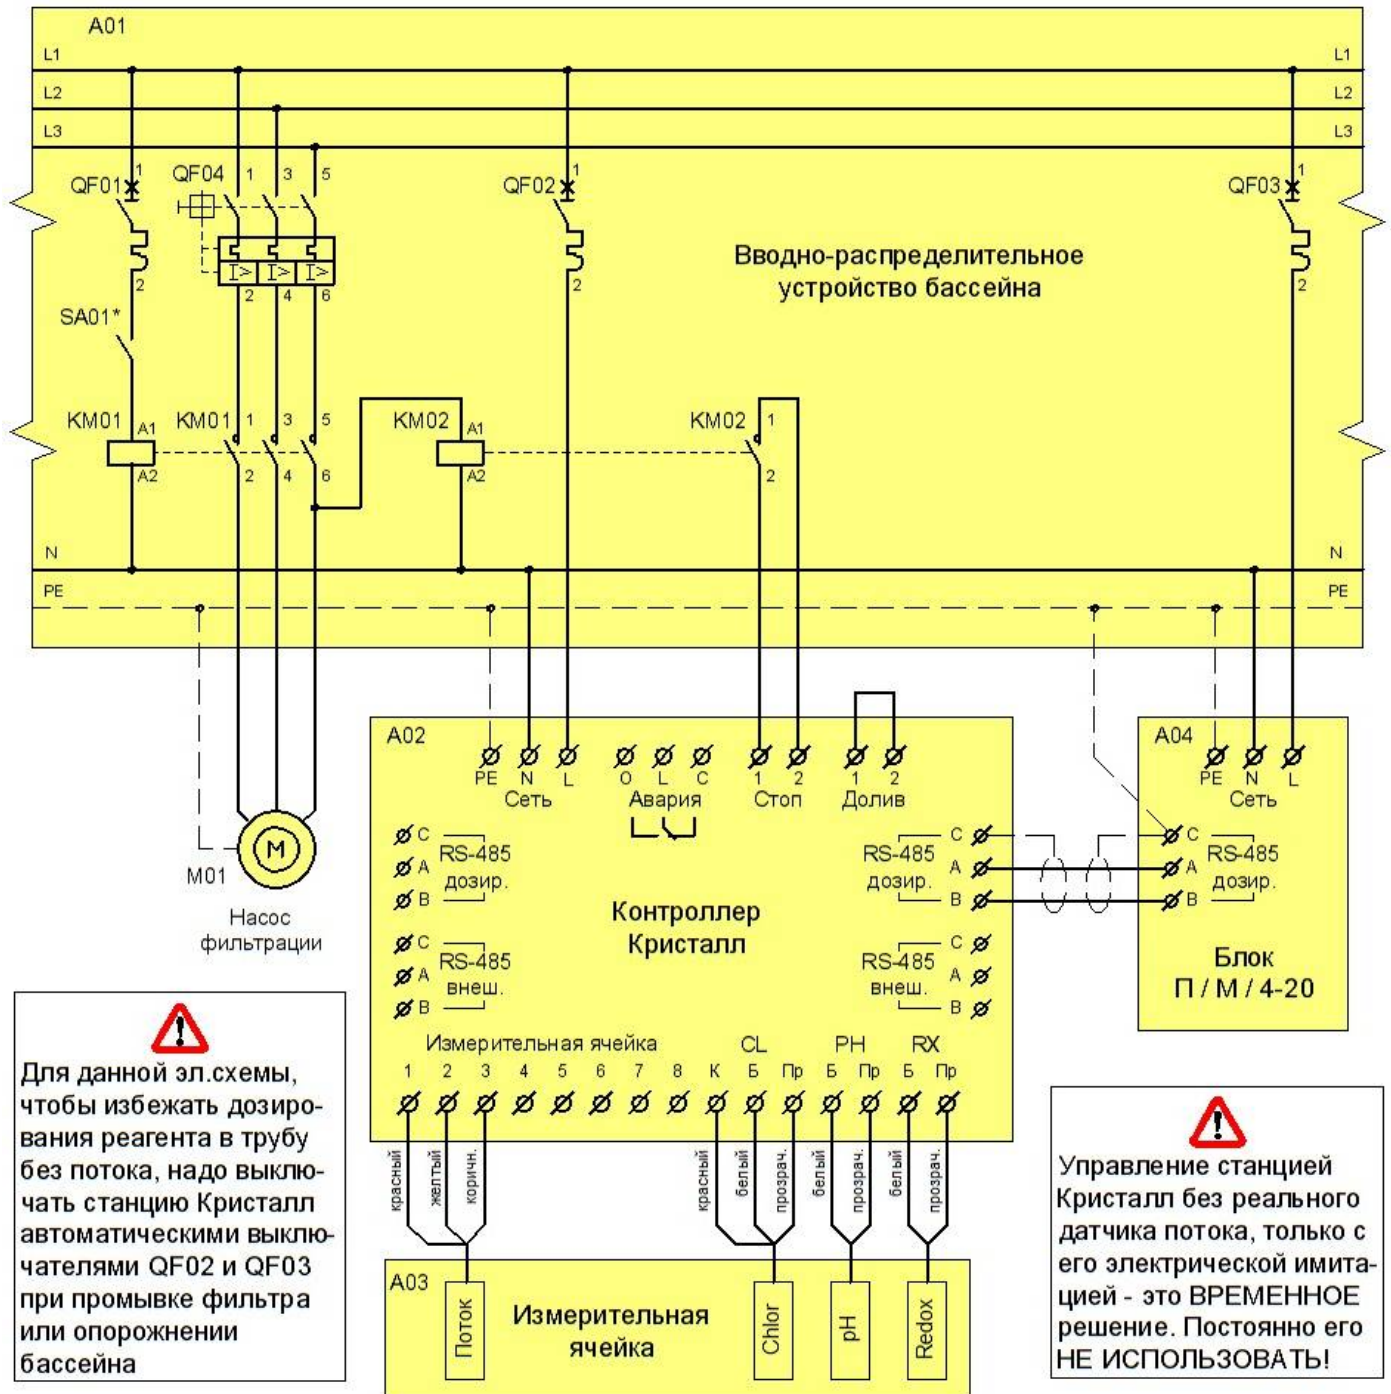 A01
L1 L1
L2 L2
L3 L3
QF01 1 QF04 1 3 5 QF02 1 QF03 1
I> I> I>
2 2 4 6 2 2
Вводно-распределительное
устройство бассейна
SA01*
KM01 A1 KM01 1 3 5 KM02 A1 KM02 1
A2 2 4 6 A2 2
N N
PE PE
A02
PE N L O L C 1 2 1 2
Сеть Авария Стоп Долив
A04
PE N L
Сеть
M
M01
Насос
фильтрации
C
RS-485
A
дозир.
B
C
RS-485
A
внеш.
B
Контроллер
Кристалл
C
RS-485
A
дозир.
B
C
RS-485
A
внеш.
B
C
RS-485
A
дозир.
B
Блок
П / М / 4-20
Измерительная ячейка CL PH RX
1 2 3 4 5 6 7 8 К Б Пр Б Пр Б Пр
красный
желтый
коричн.
красный
белый
прозрач.
белый
прозрач.
белый
прозрач.
A03
Поток
Измерительная
ячейка
Chlor
pH
Redox
!
Для данной эл.схемы,
чтобы избежать дозиро-
вания реагента в трубу
без потока, надо выклю-
чать станцию Кристалл
автоматическими выклю-
чателями QF02 и QF03
при промывке фильтра
или опорожнении
бассейна
!
Управление станцией
Кристалл без реального
датчика потока, только с
его электрической имита-
цией - это ВРЕМЕННОЕ
решение. Постоянно его
НЕ ИСПОЛЬЗОВАТЬ!